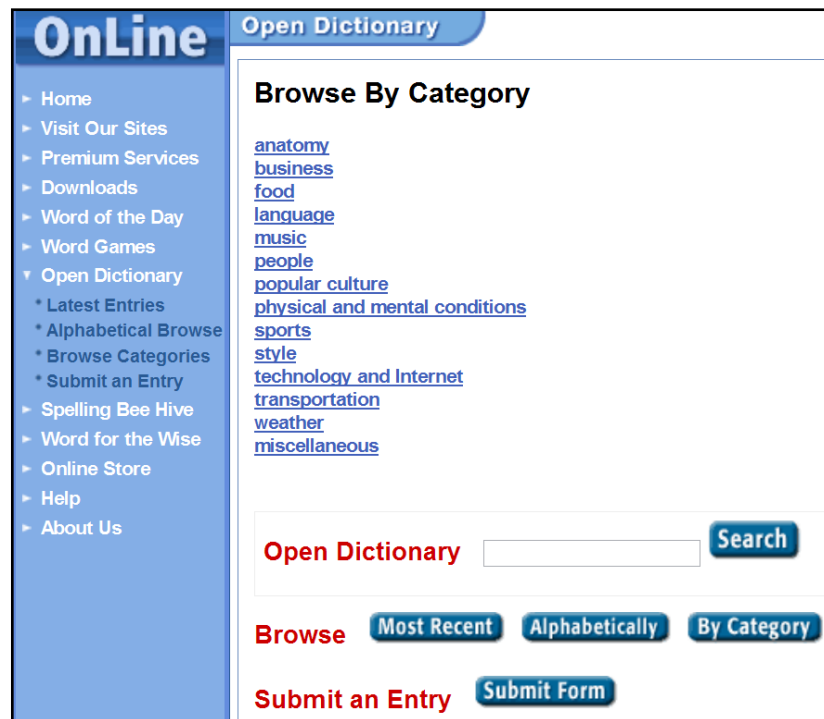 OnLine
Open Dictionary
Home
Visit Our Sites
Premium Services
Downloads
Word of the Day
Word Games
Open Dictionary
* Latest Entries
* Alphabetical Browse
* Browse Categories
* Submit an Entry
Spelling Bee Hive
Word for the Wise
Online Store
Help
About Us
Browse By Category
anatomy
business
food
language
music
people
popular culture
physical and mental conditions
sports
style
technology and Internet
transportation
weather
miscellaneous
Open Dictionary Search
Browse Most Recent Alphabetically By Category
Submit an Entry Submit Form